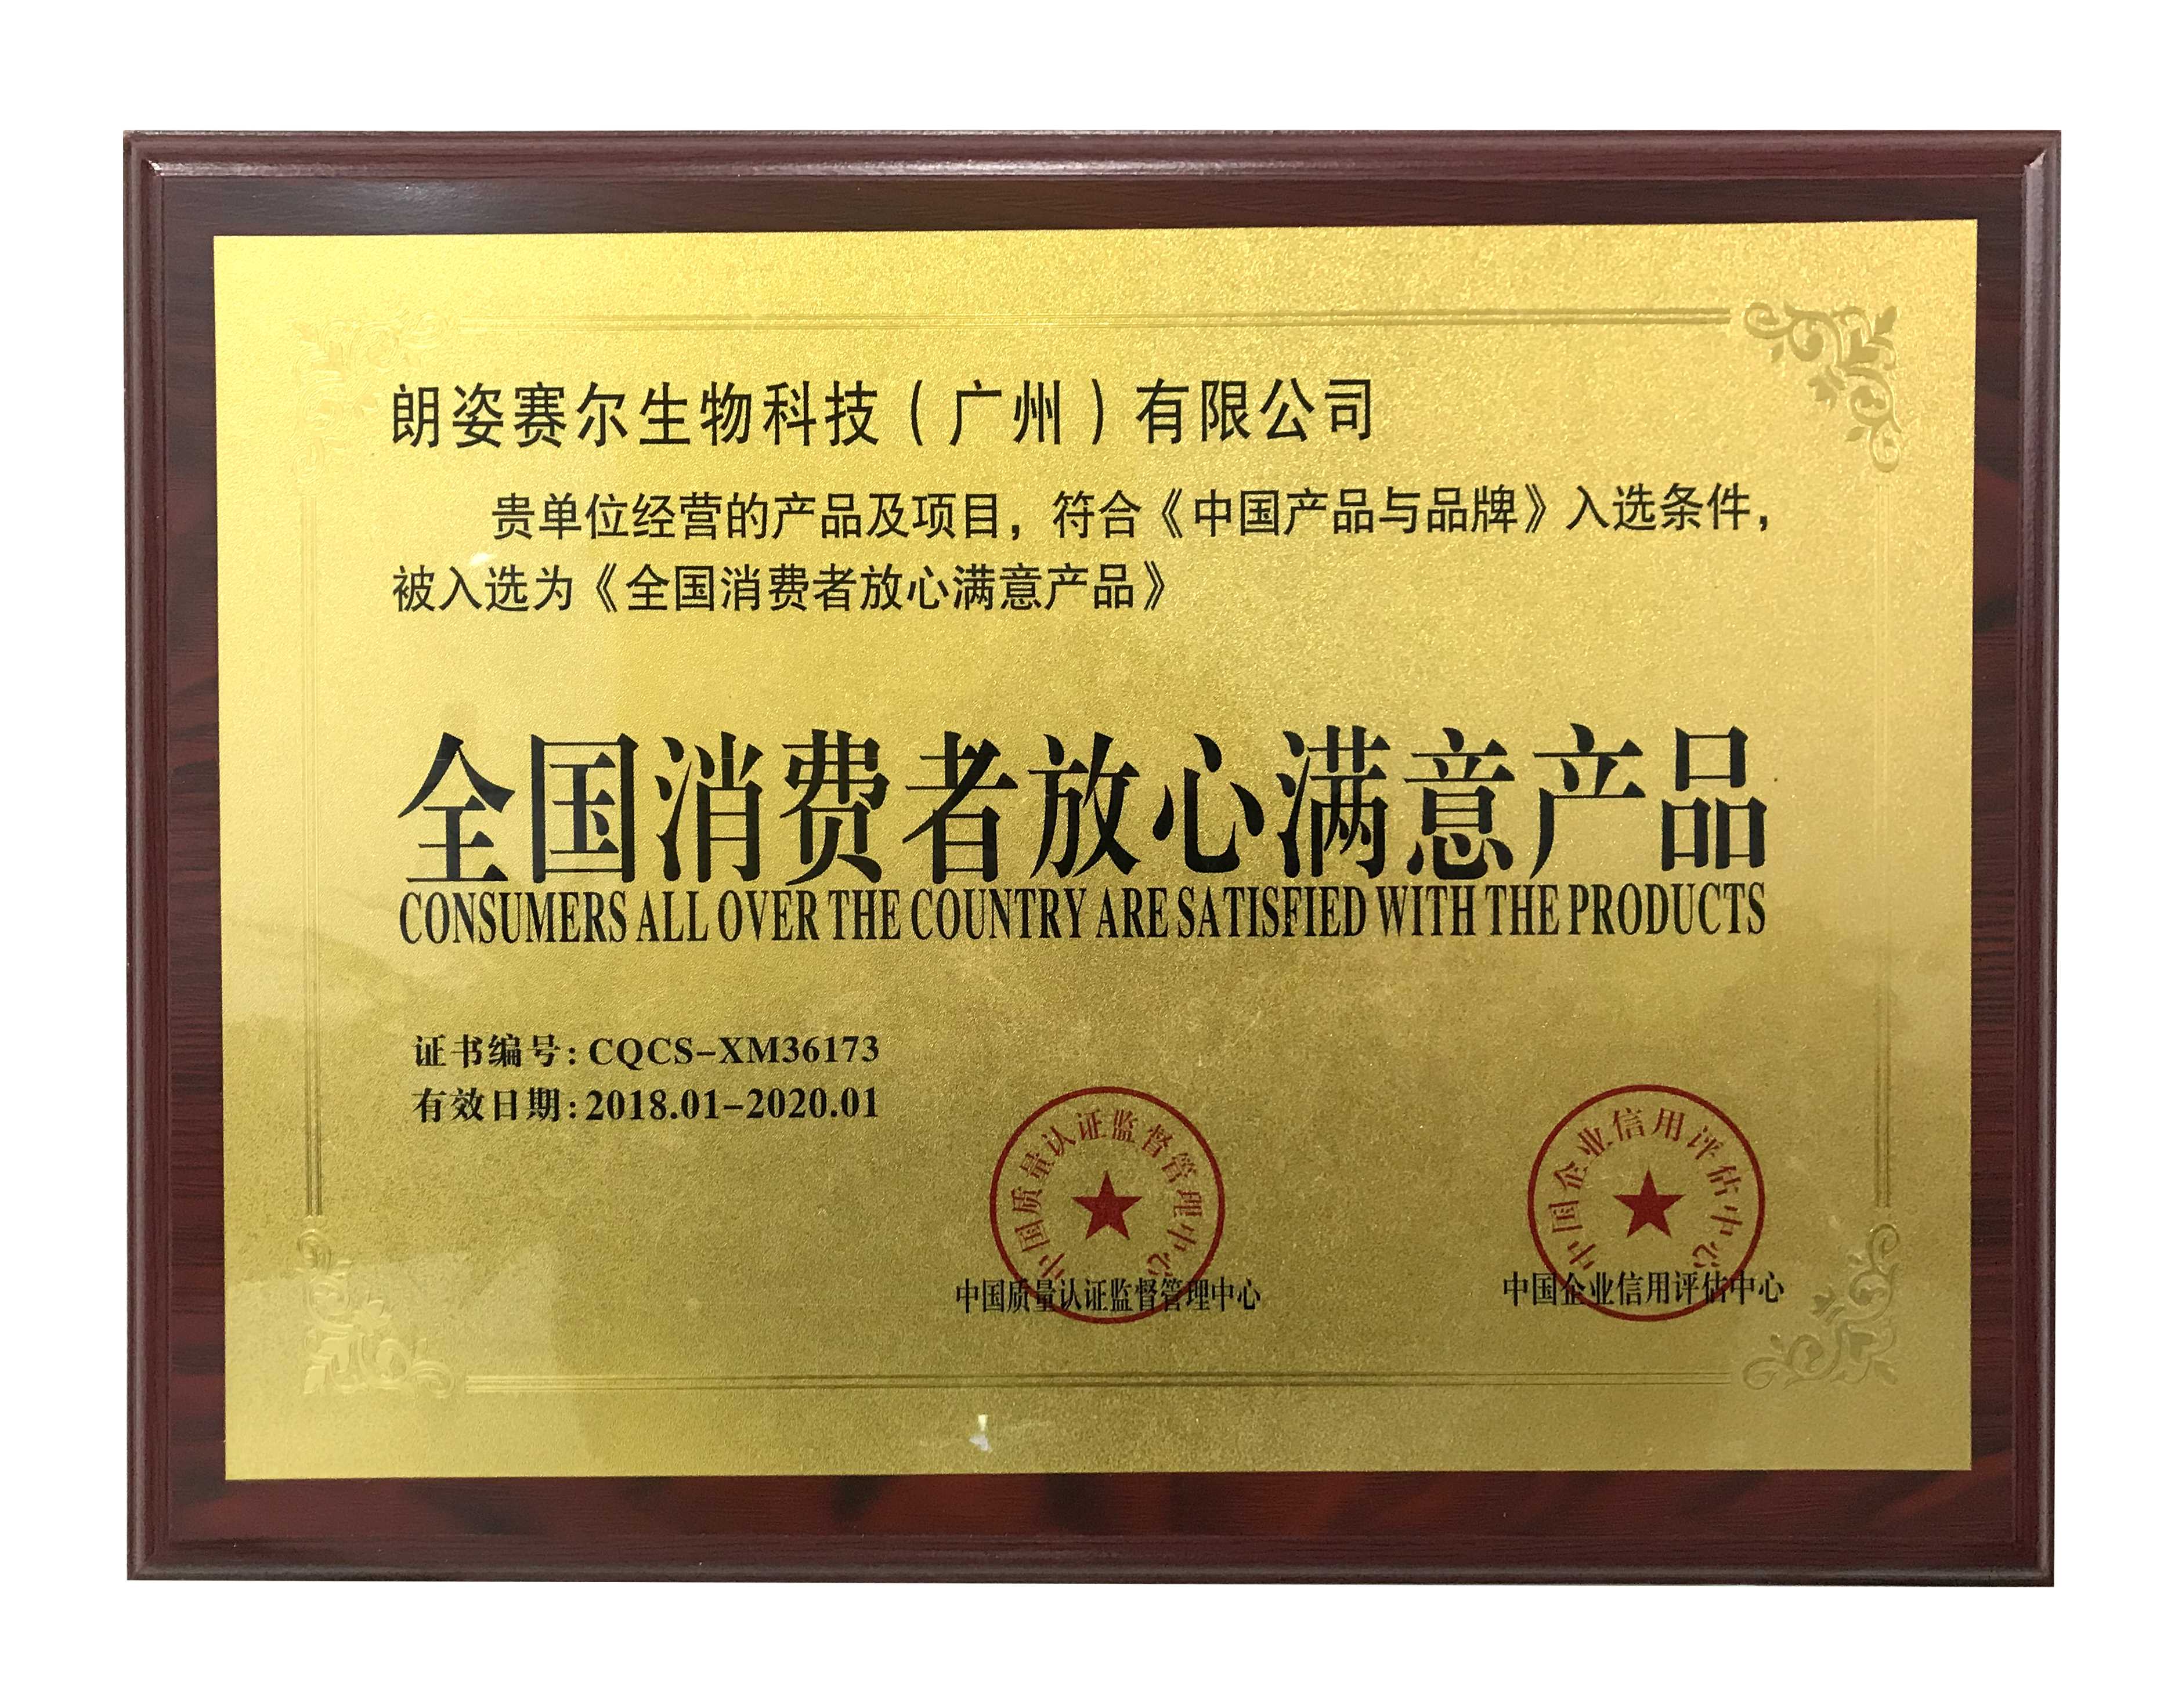 朗姿赛尔生物科技（广州）有限公司
贵单位经营的产品及项目，符合《中国产品与品牌》入选条件，
被入选为《全国消费者放心满意产品》
全国消费者放心满意产品
CONSUMERS ALL OVER THE COUNTRY ARE SATISFIED WITH THE PRODUCTS
证书编号：CQCS-XM36173
有效日期：2018.01-2020.01
中国质量认证监督管理中心
中国质量认证监督管理中心
中国企业信用评估中心
中国企业信用评估中心